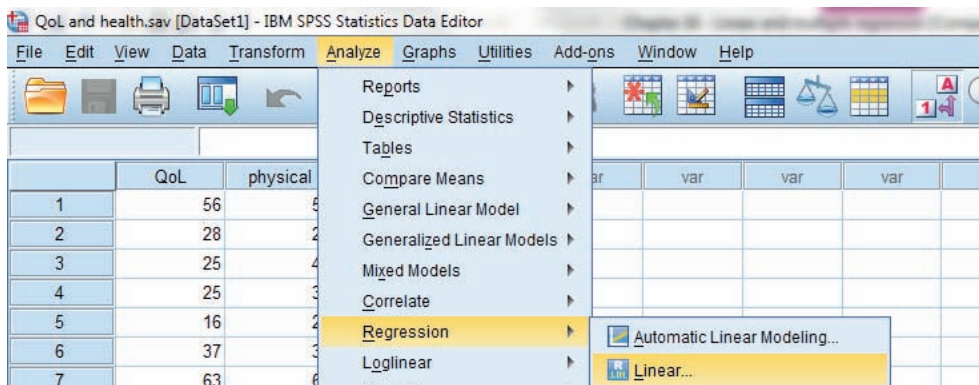 QoL and health.sav [DataSet1] - IBM SPSS Statistics Data Editor
File Edit View Data Transform Analyze Graphs Utilities Add-ons Window Help
Reports
Descriptive Statistics
Tables
QoL physical Compare Means var var var
1 56 General Linear Model
2 28 Generalized Linear Models
3 25 Mixed Models
4 25 Correlate
5 16 Regression Automatic Linear Modeling...
6 37 Loglinear Linear...
7 63